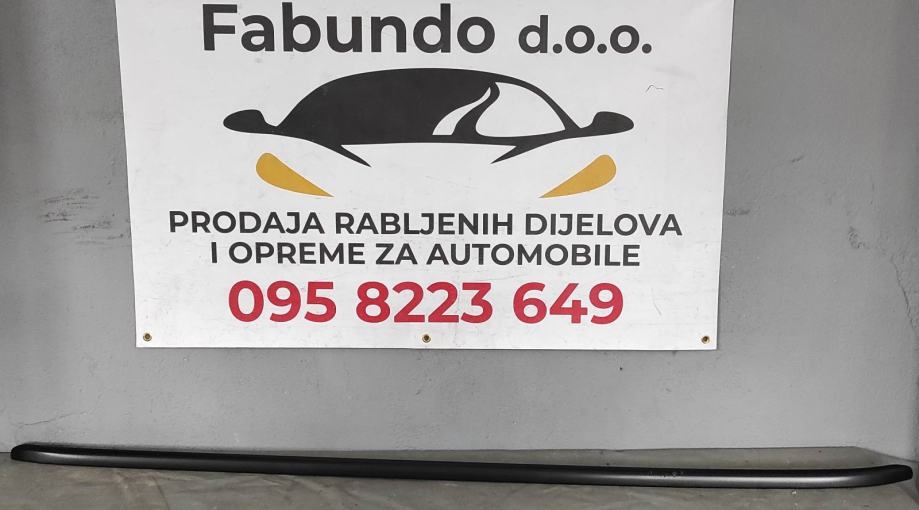 Fabundo d.o.o.
PRODAJA RABLJENIH DIJELOVA
I OPREME ZA AUTOMOBILE
095 8223 649